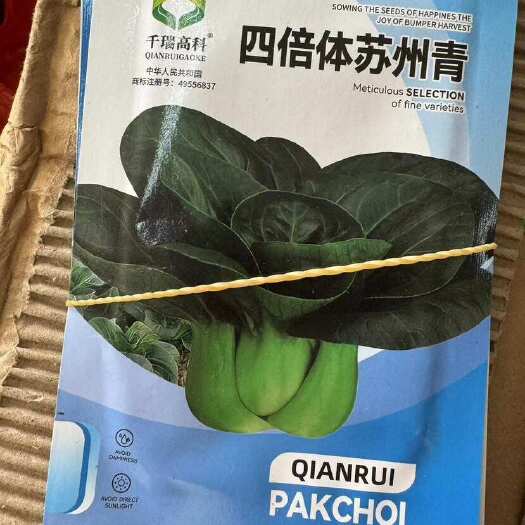 SOWING THE SEEDS OF HAPPINES THE
JOY OF BUMPER HARVEST
千瑞高科®
QIANRUIGAOKE
中华人民共和国
商标注册号：49556837
四倍体苏州青
Meticulous SELECTION
of fine varieties
AVOID
DAMPNESS
AVOID DIRECT
SUNLIGHT
QIANRUI
PAKCHOI